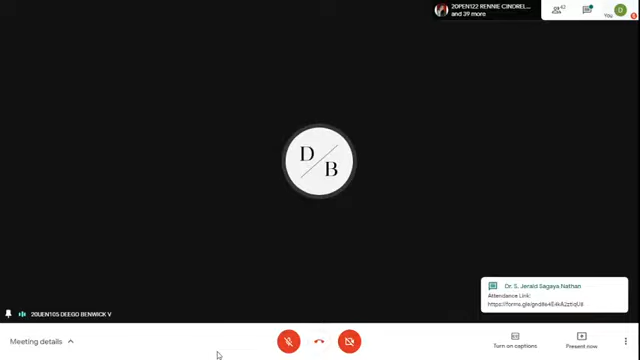 20PEN122 RENNIE CINDREL...
and 39 more
43
You
D
D
B
Dr. S. Jerald Sagaya Nathan
Attendance Link:
20UEN105 DEEGO BENWICK V
Meeting details
Turn on captions
Present now